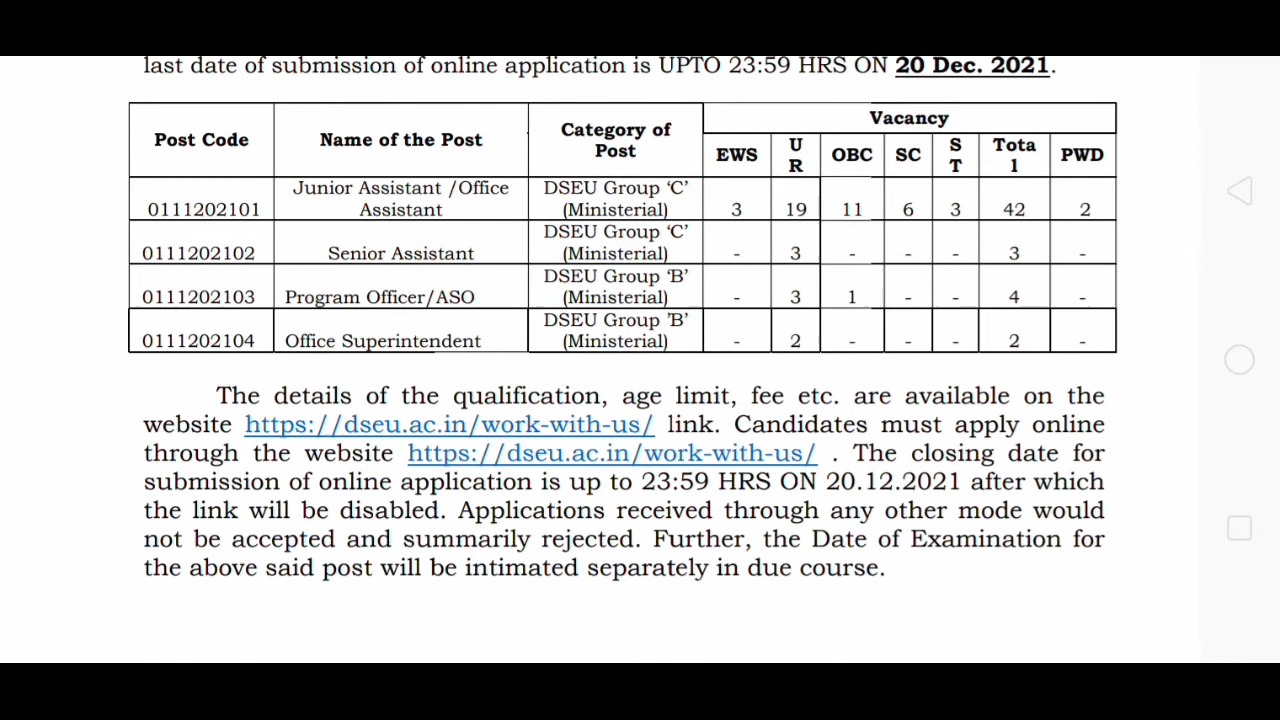 last date of submission of online application is UPTO 23:59 HRS ON 20 Dec. 2021.
Post Code Name of the Post Category of Post Vacancy
EWS UR OBC SC ST Total PWD
0111202101 Junior Assistant /Office Assistant DSEU Group ‘C’ (Ministerial) 3 19 11 6 3 42 2
0111202102 Senior Assistant DSEU Group ‘C’ (Ministerial) - 3 - - - 3 -
0111202103 Program Officer/ASO DSEU Group ‘B’ (Ministerial) - 3 1 - - 4 -
0111202104 Office Superintendent DSEU Group ‘B’ (Ministerial) - 2 - - - 2 -
The details of the qualification, age limit, fee etc. are available on the
website https://dseu.ac.in/work-with-us/ link. Candidates must apply online
through the website https://dseu.ac.in/work-with-us/ . The closing date for
submission of online application is up to 23:59 HRS ON 20.12.2021 after which
the link will be disabled. Applications received through any other mode would
not be accepted and summarily rejected. Further, the Date of Examination for
the above said post will be intimated separately in due course.